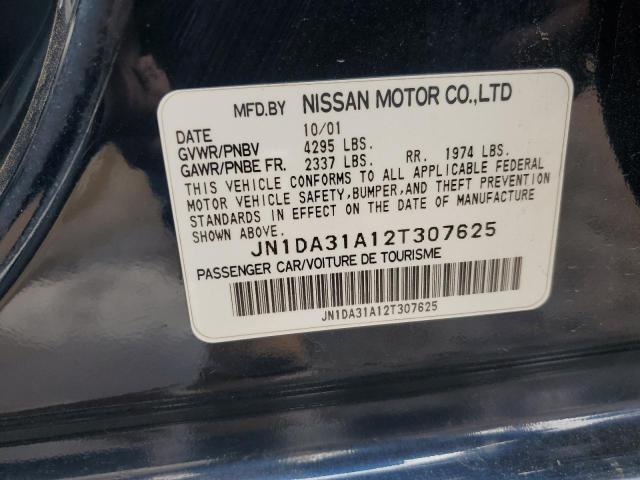 MFD.BY NISSAN MOTOR CO.,LTD
DATE 10/01
GVWR/PNBV 4295 LBS.
GAWR/PNBE FR. 2337 LBS. RR. 1974 LBS.
THIS VEHICLE CONFORMS TO ALL APPLICABLE FEDERAL
MOTOR VEHICLE SAFETY,BUMPER,AND THEFT PREVENTION
STANDARDS IN EFFECT ON THE DATE OF MANUFACTURE
SHOWN ABOVE. JN1DA31A12T307625
PASSENGER CAR/VOITURE DE TOURISME
JN1DA31A12T307625